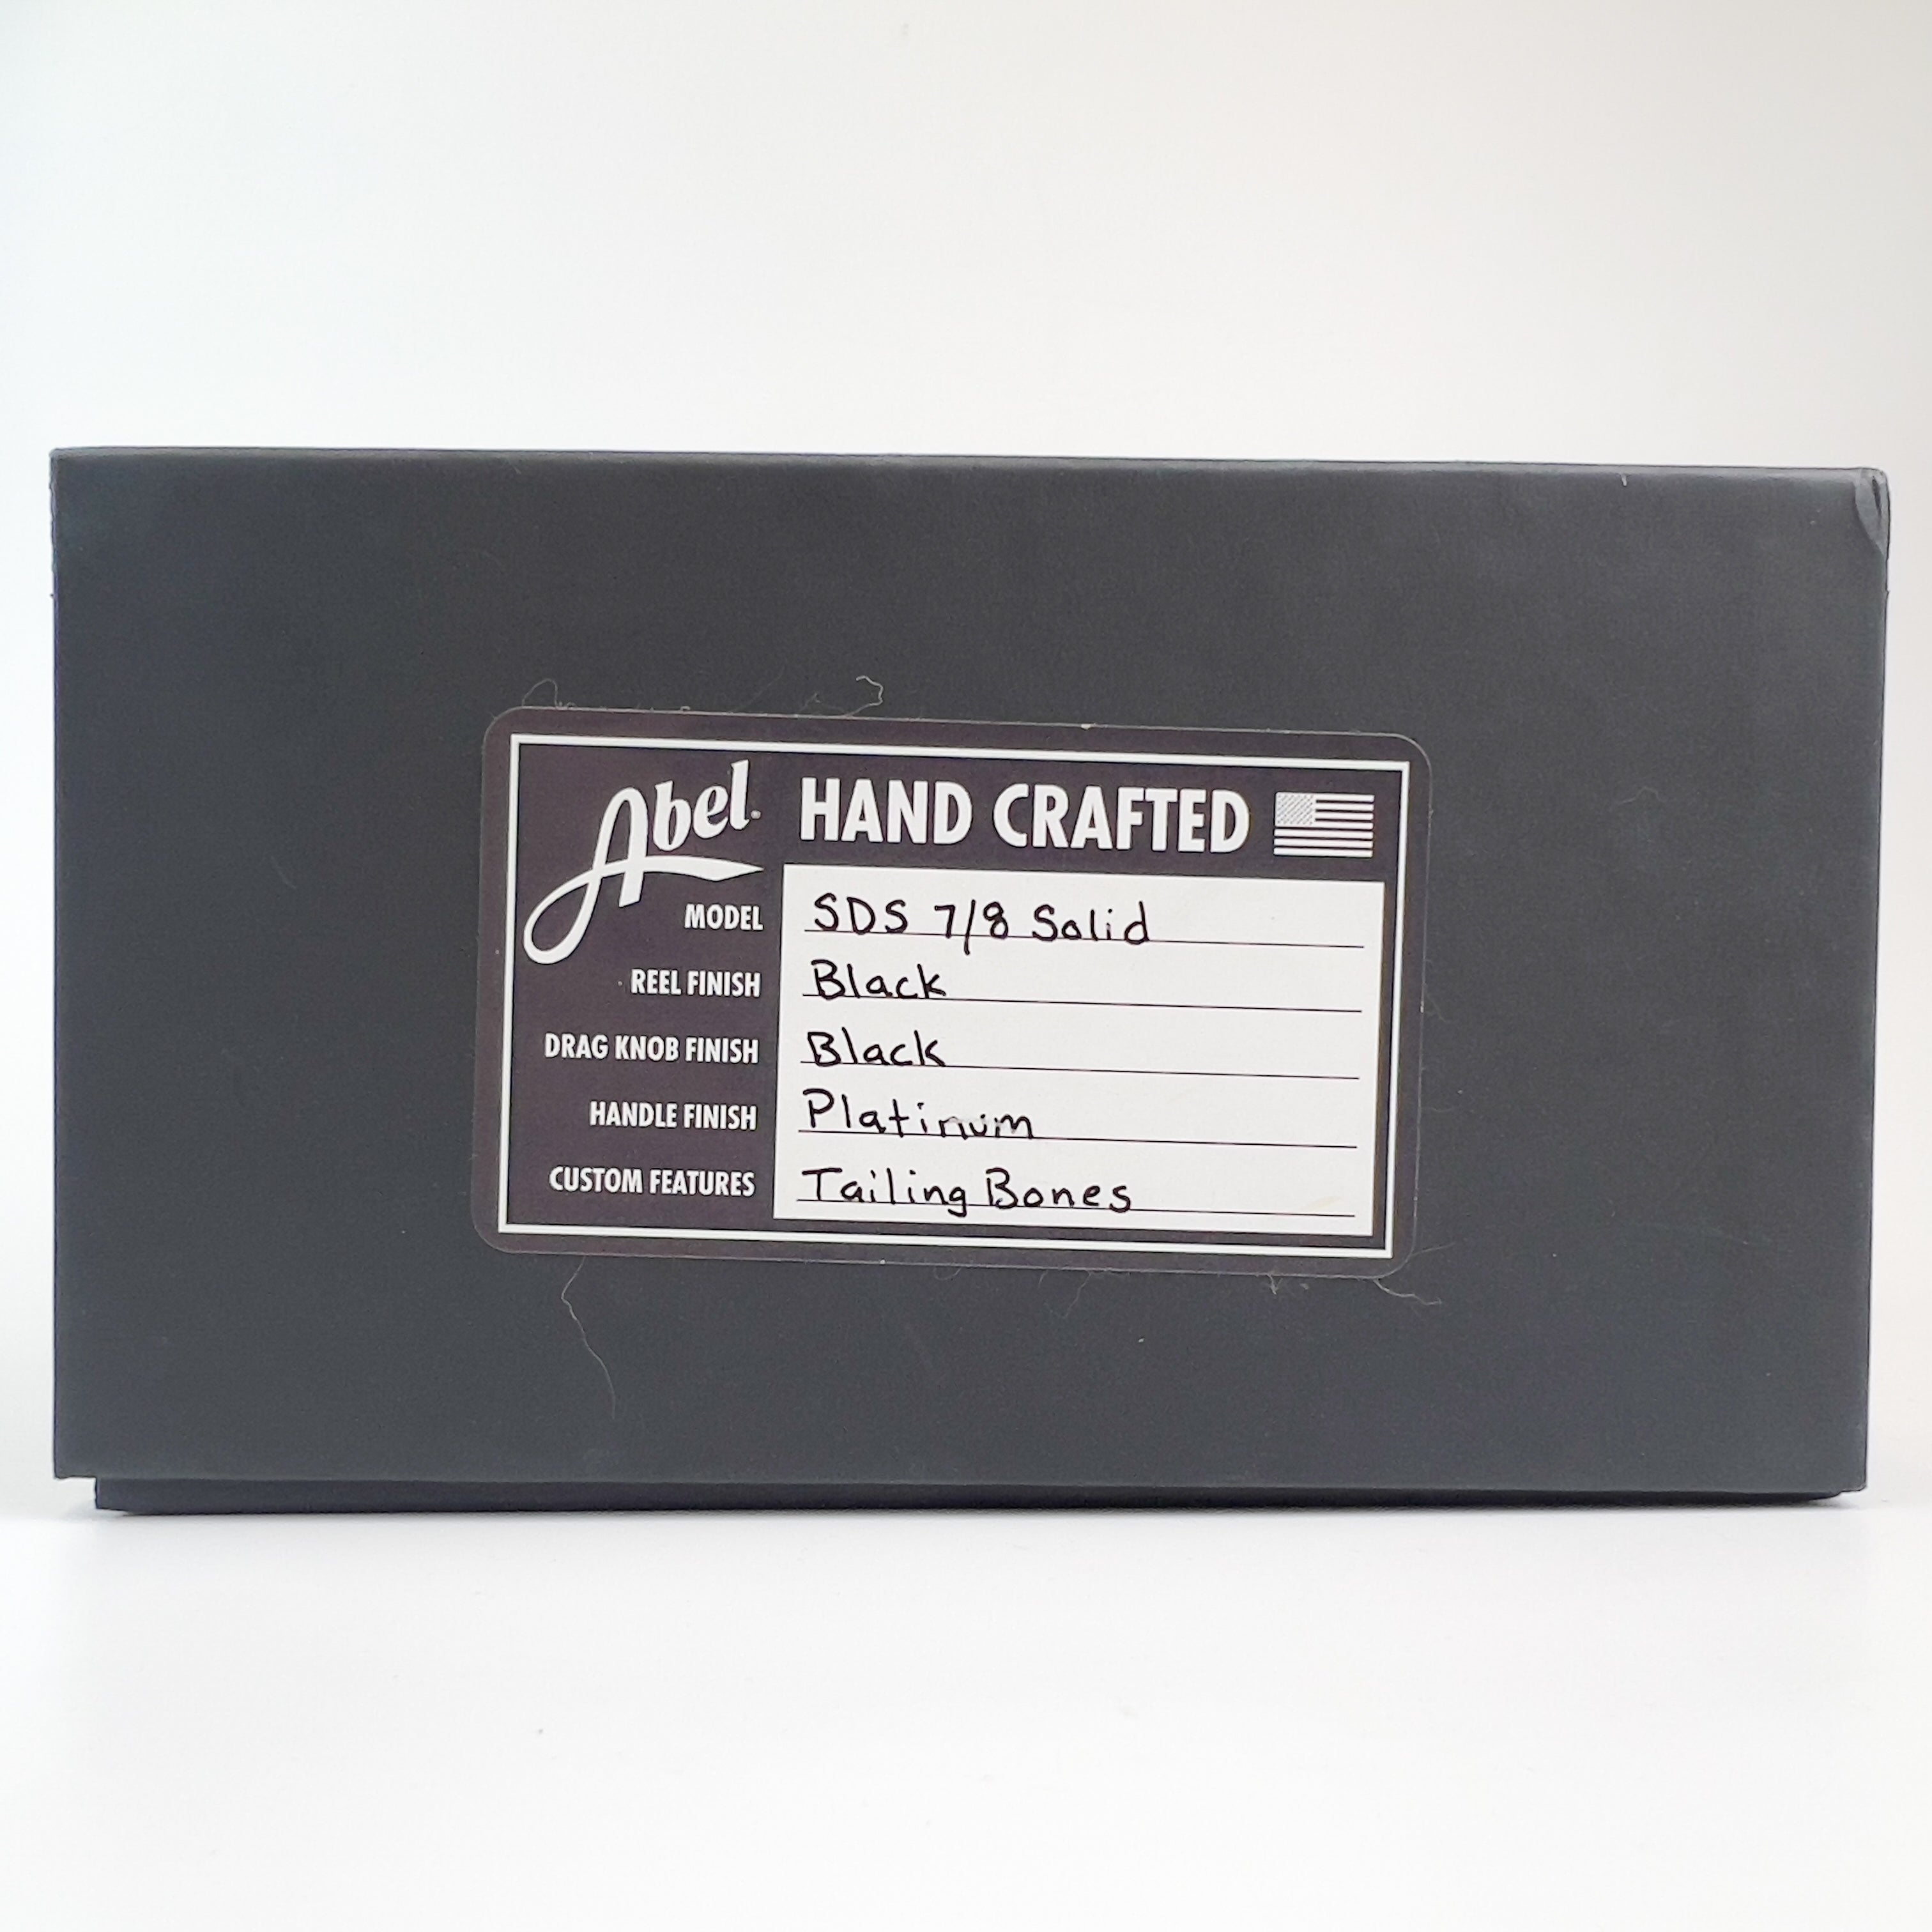 Abel HAND CRAFTED
MODEL SDS 7/8 Solid
REEL FINISH Black
DRAG KNOB FINISH Black
HANDLE FINISH Platinum
CUSTOM FEATURES Tailing Bones